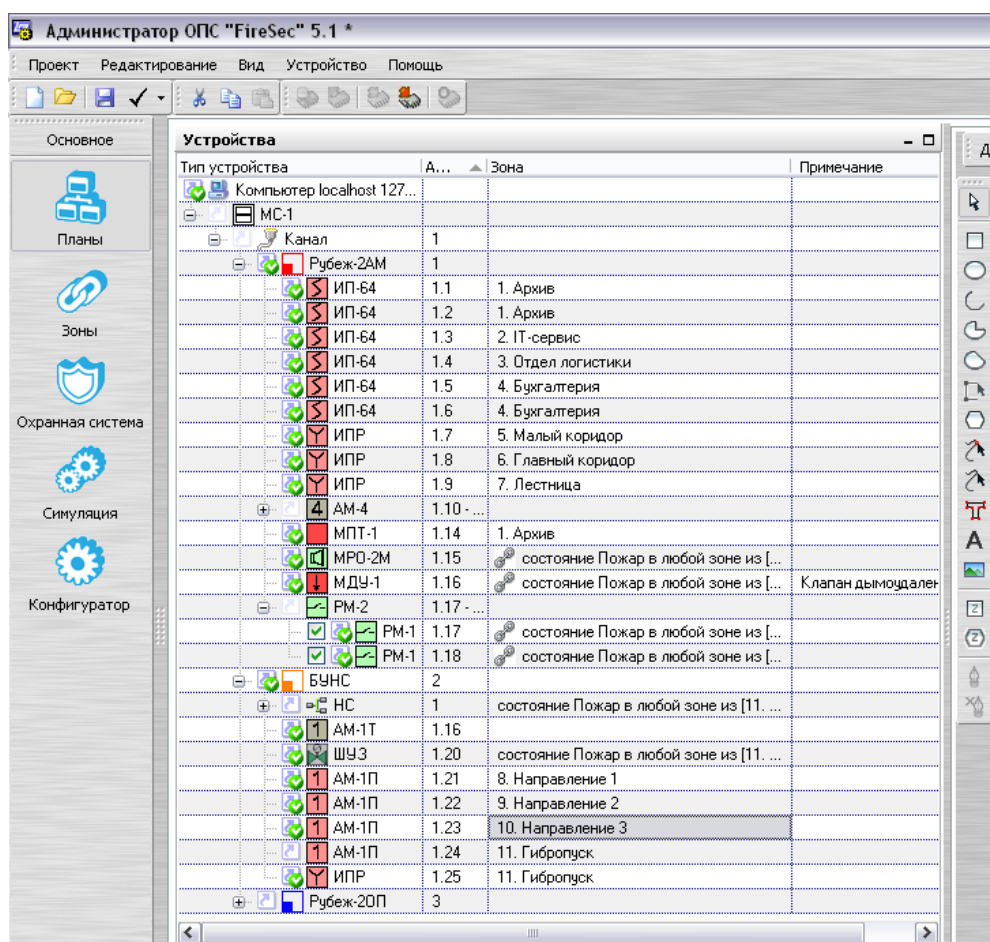 Администратор ОПС "FireSec" 5.1 *
Проект Редактирование Вид Устройство Помощь
Основное
Планы
Зоны
Охранная система
Симуляция
Конфигуратор
Устройства
Тип устройства А... Зона Примечание
Компьютер localhost 127...
МС-1
Канал 1
Рубеж-2АМ 1
ИП-64 1.1 1. Архив
ИП-64 1.2 1. Архив
ИП-64 1.3 2. IT-сервис
ИП-64 1.4 3. Отдел логистики
ИП-64 1.5 4. Бухгалтерия
ИП-64 1.6 4. Бухгалтерия
ИПР 1.7 5. Малый коридор
ИПР 1.8 6. Главный коридор
ИПР 1.9 7. Лестница
4 АМ-4 1.10 - ...
МПТ-1 1.14 1. Архив
МРО-2М 1.15 состояние Пожар в любой зоне из [...
МДУ-1 1.16 состояние Пожар в любой зоне из [... Клапан дымоудален
РМ-2 1.17 - ...
РМ-1 1.17 состояние Пожар в любой зоне из [...
РМ-1 1.18 состояние Пожар в любой зоне из [...
БУНС 2
НС 1 состояние Пожар в любой зоне из [11. ...
1 АМ-1Т 1.16
ШУЗ 1.20 состояние Пожар в любой зоне из [11. ...
1 АМ-1П 1.21 8. Направление 1
1 АМ-1П 1.22 9. Направление 2
1 АМ-1П 1.23 10. Направление 3
1 АМ-1П 1.24 11. Гибропуск
ИПР 1.25 11. Гибропуск
Рубеж-2ОП 3
Д
A
Z
Z